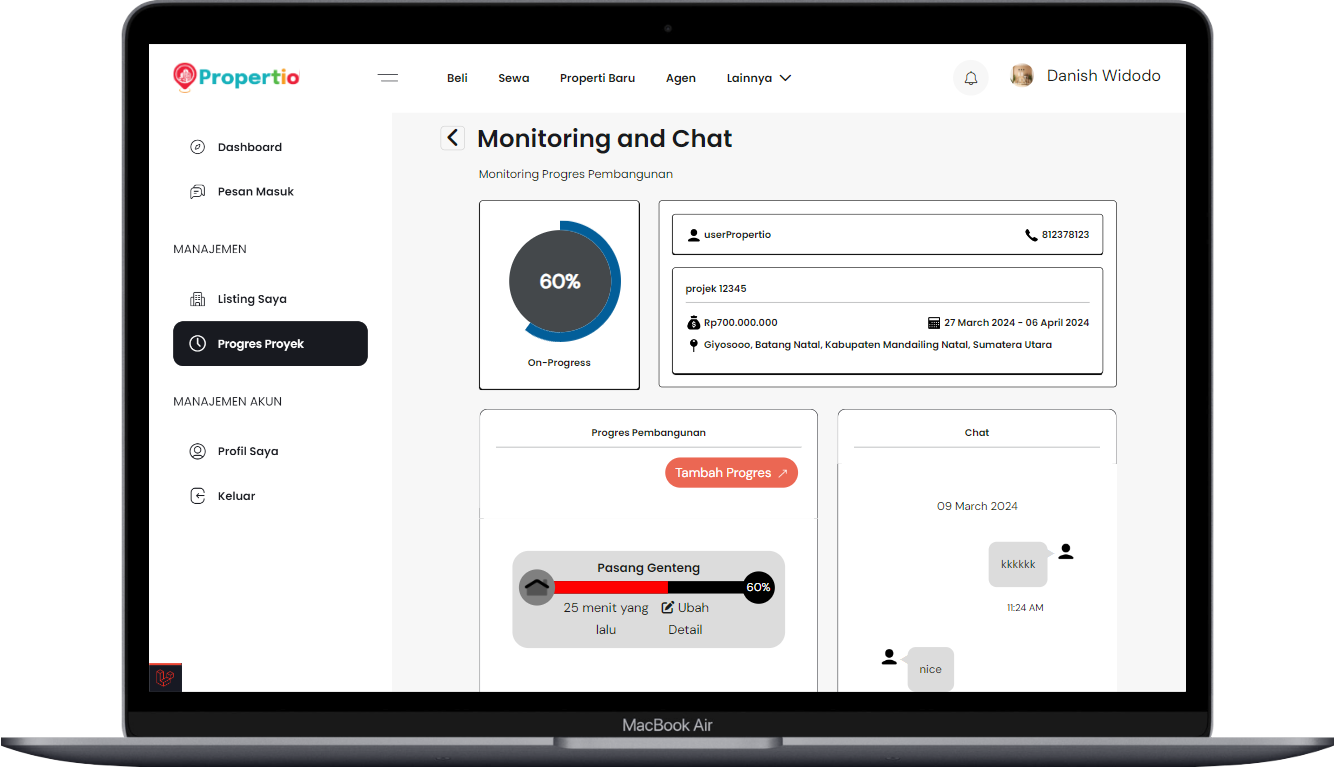 Propertio
Beli
Sewa
Properti Baru
Agen
Lainnya
Danish Widodo
Dashboard
Pesan Masuk
MANAJEMEN
Listing Saya
Progres Proyek
MANAJEMEN AKUN
Profil Saya
Keluar
Monitoring and Chat
Monitoring Progres Pembangunan
60%
On-Progress
userPropertio
812378123
projek 12345
Rp700.000.000
27 March 2024 - 06 April 2024
Giyosooo, Batang Natal, Kabupaten Mandailing Natal, Sumatera Utara
Progres Pembangunan
Tambah Progres
Pasang Genteng
60%
25 menit yang
lalu
Ubah
Detail
Chat
09 March 2024
kkkkkk
11:24 AM
nice
MacBook Air